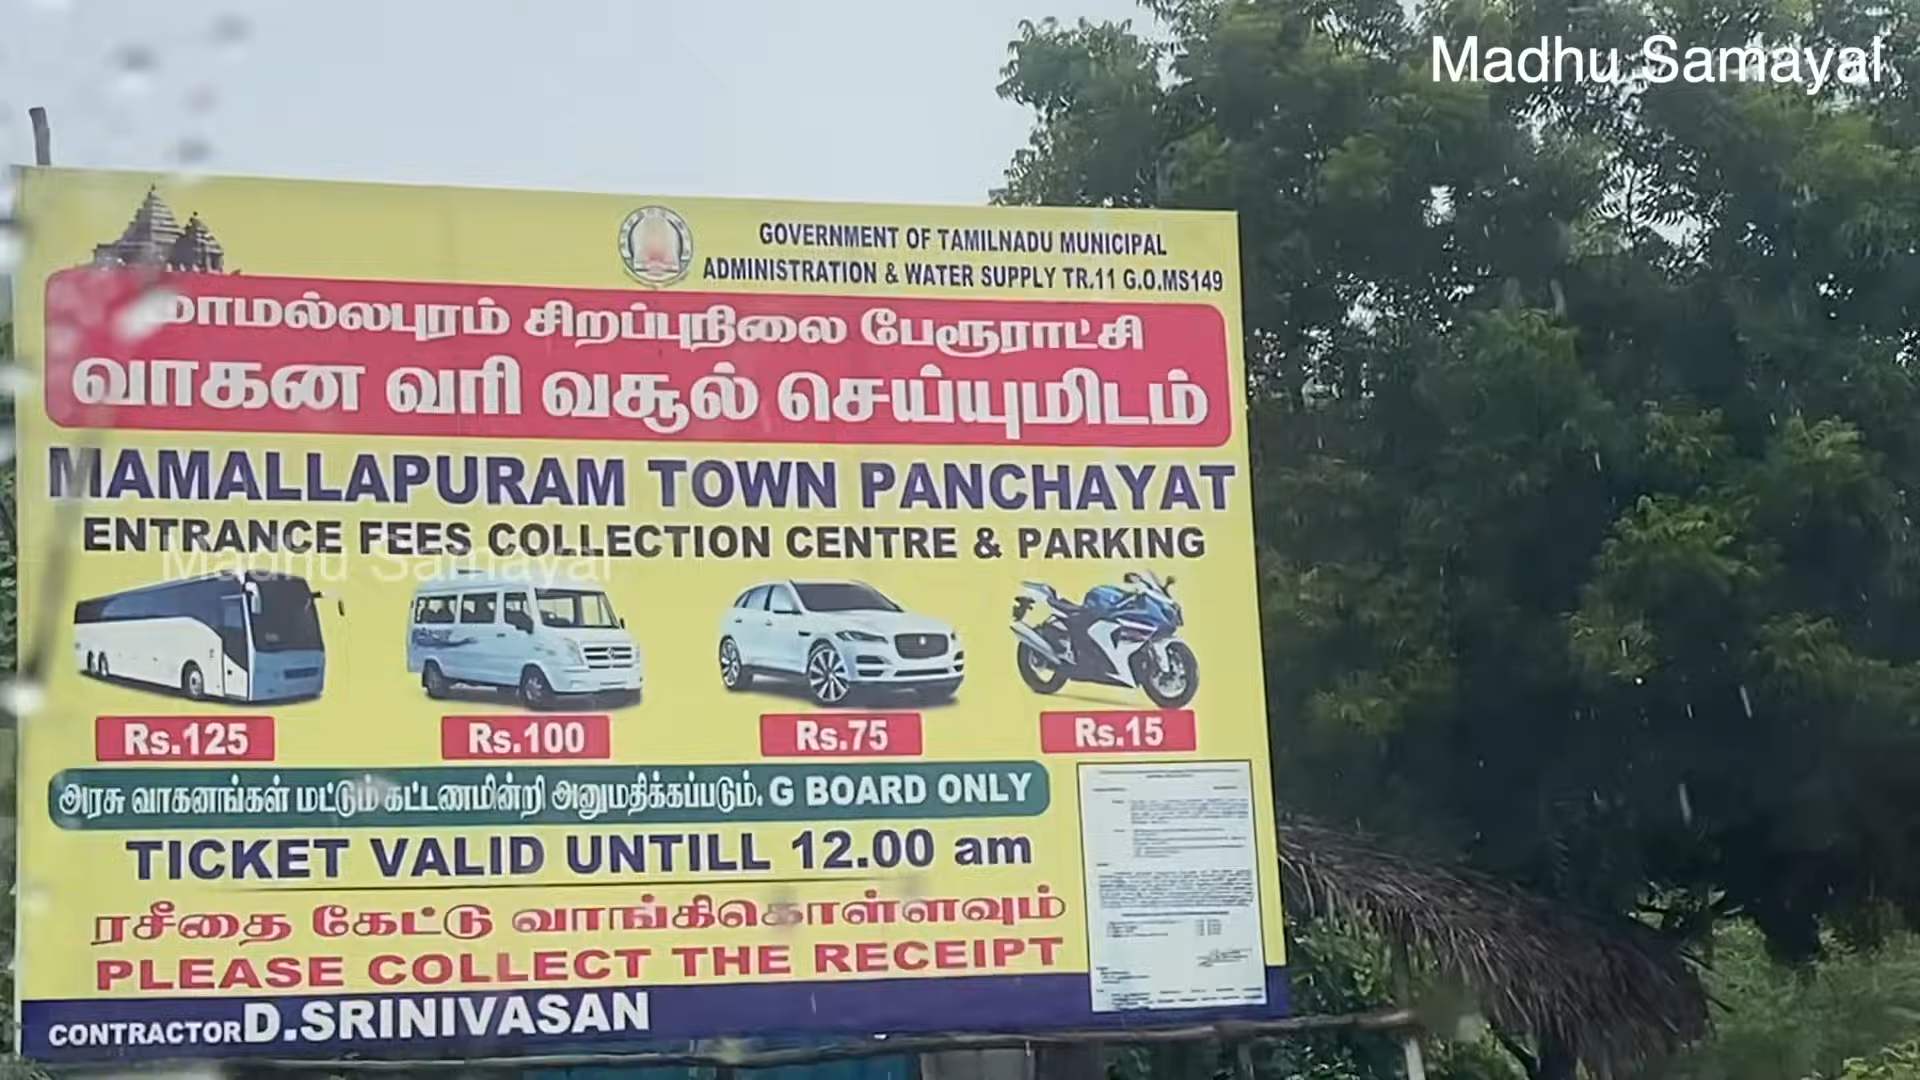 Madhu Samayal
GOVERNMENT OF TAMILNADU MUNICIPAL
ADMINISTRATION & WATER SUPPLY TR.11 G.O.MS149
மாமல்லபுரம் சிறப்புநிலை பேரூராட்சி
வாகன வரி வசூல் செய்யுமிடம்
MAMALLAPURAM TOWN PANCHAYAT
ENTRANCE FEES COLLECTION CENTRE & PARKING
Madhu Samayal
Rs.125 Rs.100 Rs.75 Rs.15
அரசு வாகனங்கள் மட்டும் கட்டணமின்றி அனுமதிக்கப்படும். G BOARD ONLY
TICKET VALID UNTILL 12.00 am
ரசீதை கேட்டு வாங்கிகொள்ளவும்
PLEASE COLLECT THE RECEIPT
CONTRACTOR D.SRINIVASAN